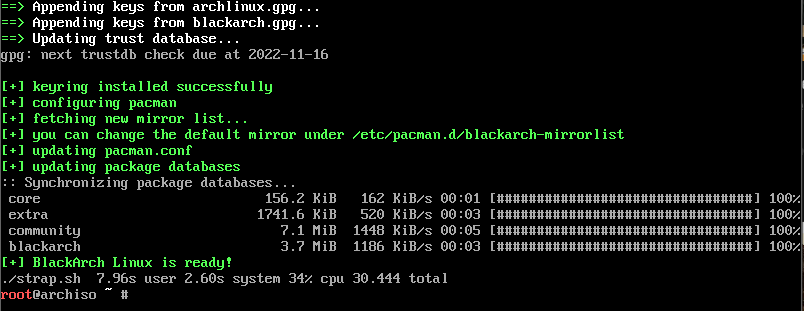 ==> Appending keys from archlinux.gpg...
==> Appending keys from blackarch.gpg...
==> Updating trust database...
gpg: next trustdb check due at 2022-11-16
[+] keyring installed successfully
[+] configuring pacman
[+] fetching new mirror list...
[+] you can change the default mirror under /etc/pacman.d/blackarch-mirrorlist
[+] updating pacman.conf
[+] updating package databases
:: Synchronizing package databases...
core 156.2 KiB 162 KiB/s 00:01 [################################] 100%
extra 1741.6 KiB 520 KiB/s 00:03 [################################] 100%
community 7.1 MiB 1448 KiB/s 00:05 [################################] 100%
blackarch 3.7 MiB 1186 KiB/s 00:03 [################################] 100%
[+] BlackArch Linux is ready!
./strap.sh 7.96s user 2.60s system 34% cpu 30.444 total
root@archiso ~ #